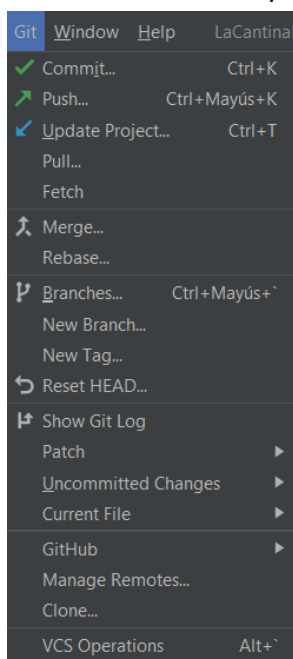 Git Window Help LaCantina
Commit... Ctrl+K
Push... Ctrl+Mayús+K
Update Project... Ctrl+T
Pull...
Fetch
Merge...
Rebase...
Branches... Ctrl+Mayús+`
New Branch...
New Tag...
Reset HEAD...
Show Git Log
Patch
Uncommitted Changes
Current File
GitHub
Manage Remotes...
Clone...
VCS Operations Alt+`